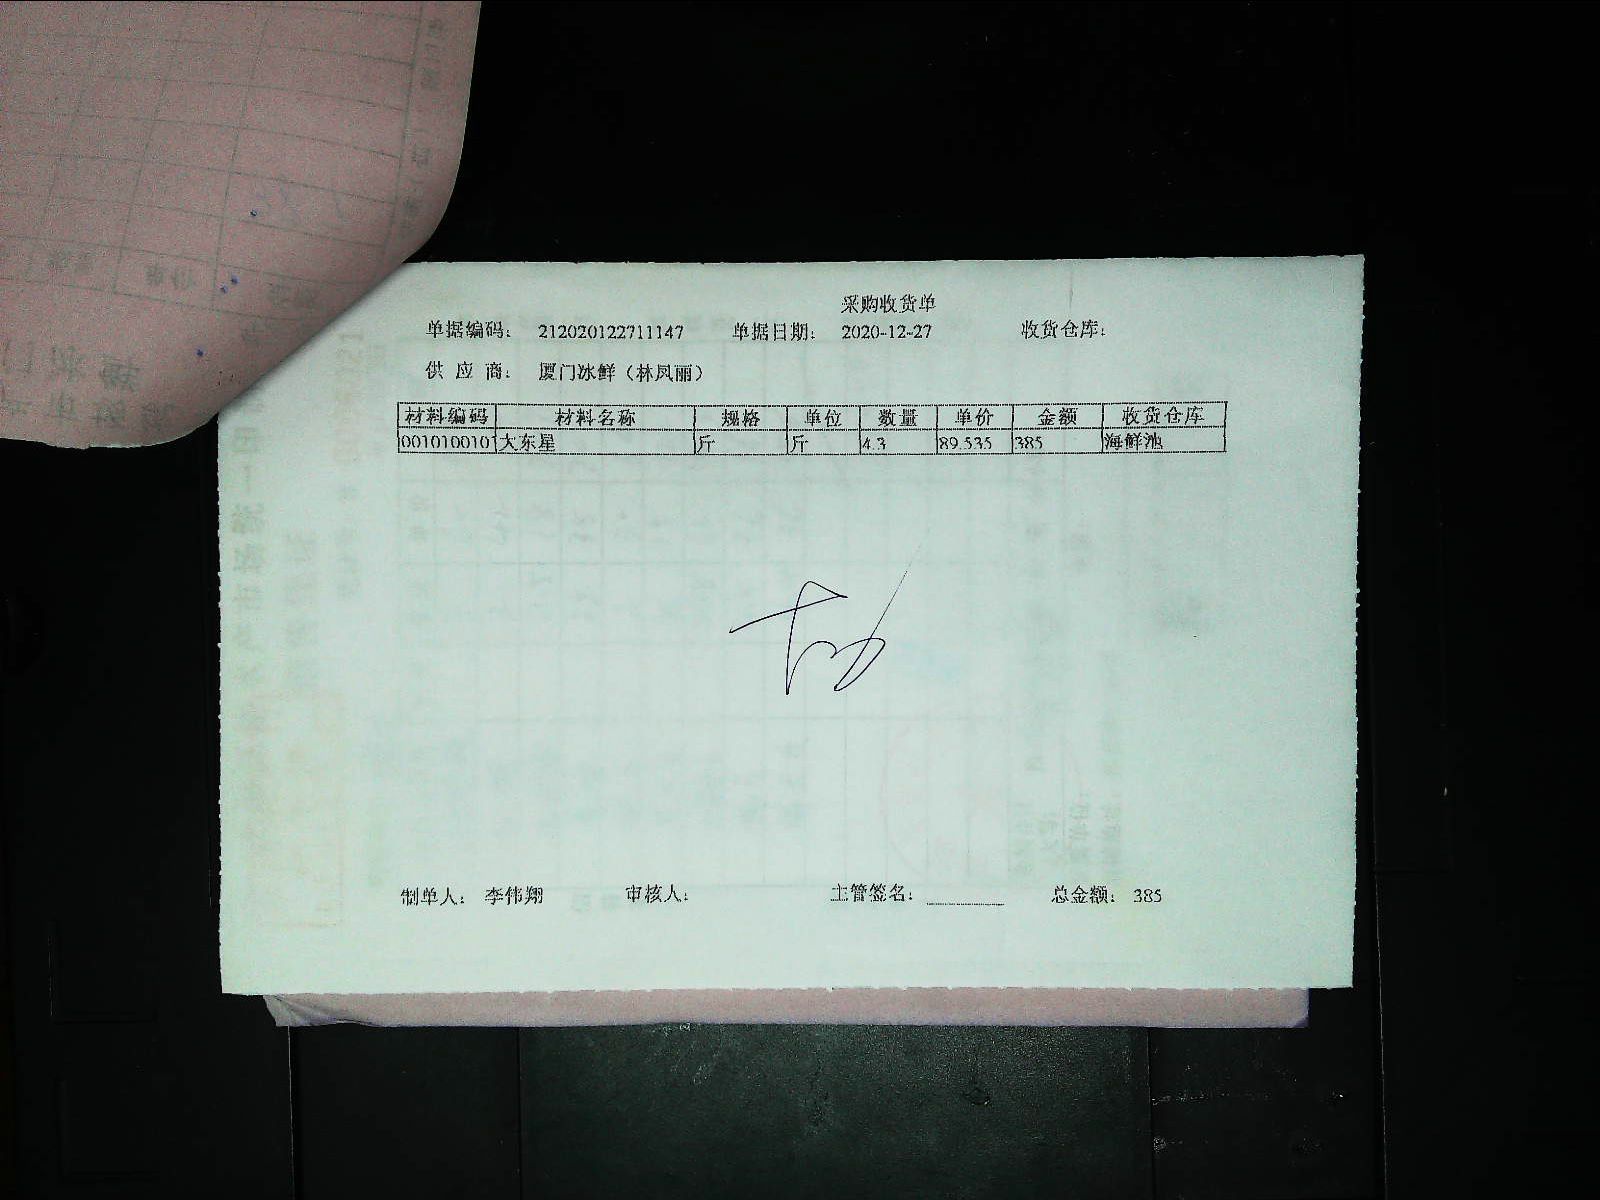 采购收货单
单据编码: 212020122711147 单据日期: 2020-12-27 收货仓库:
供 应 商: 厦门冰鲜（林凤丽）
材料编码 材料名称 规格 单位 数量 单价 金额 收货仓库
0010100101 大东星 斤 斤 4.3 89.535 385 海鲜池
制单人: 李伟翔 审核人: 主管签名: 总金额: 385